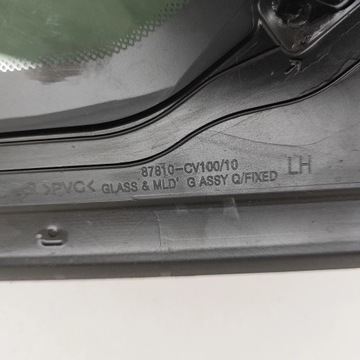 87810-CV100/10
>PVC< GLASS & MLD' G ASSY Q/FIXED LH